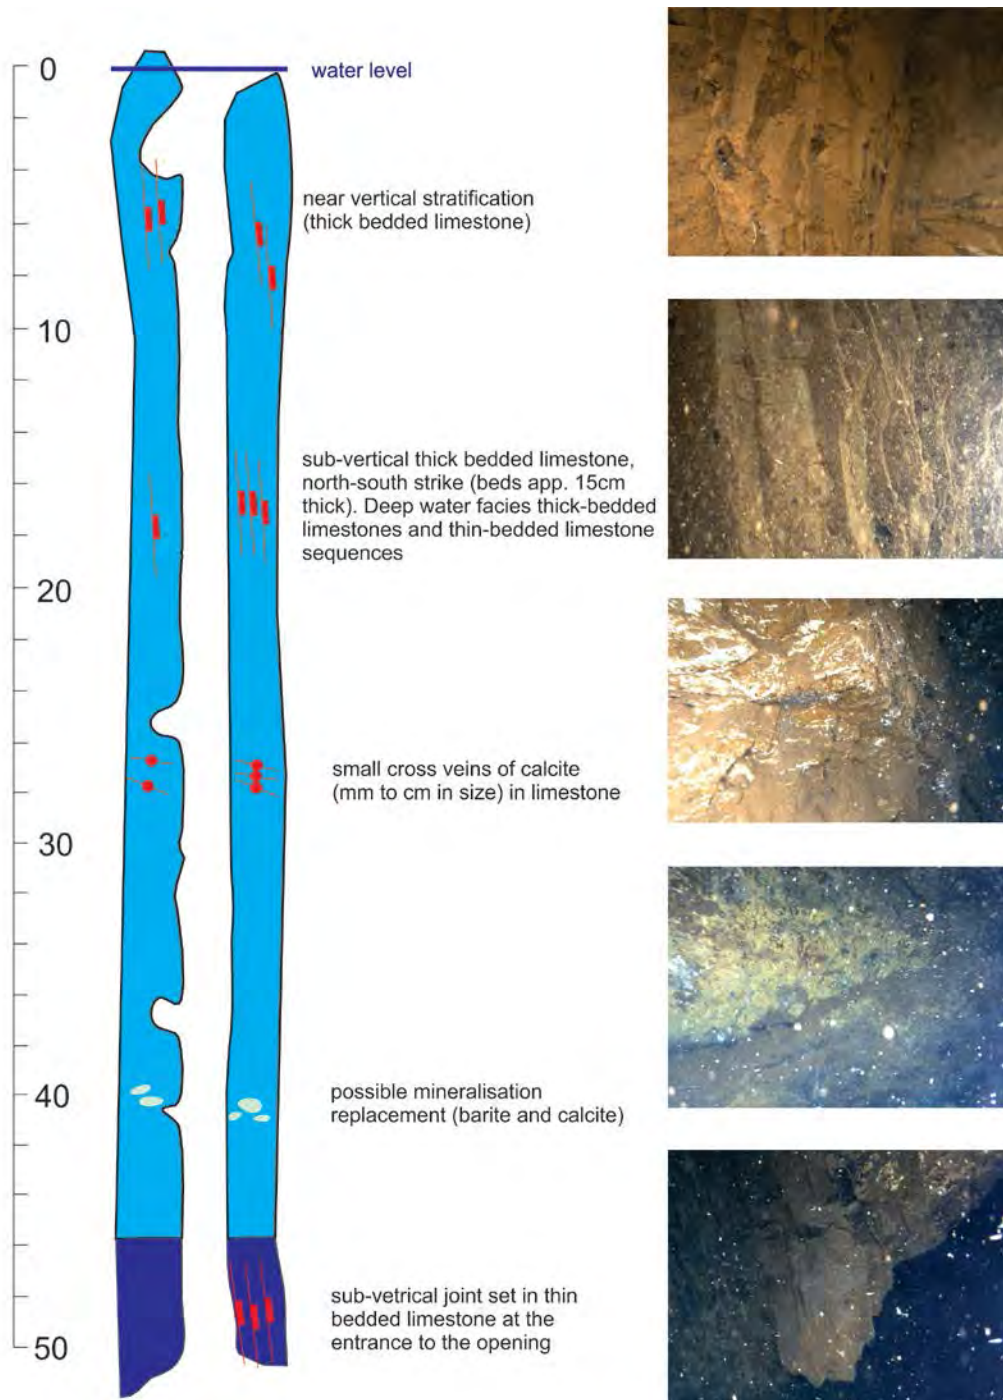 0
water level
near vertical stratification
(thick bedded limestone)
10
sub-vertical thick bedded limestone,
north-south strike (beds app. 15cm
thick). Deep water facies thick-bedded
limestones and thin-bedded limestone
sequences
20
small cross veins of calcite
(mm to cm in size) in limestone
30
40
possible mineralisation
replacement (barite and calcite)
sub-vetrical joint set in thin
bedded limestone at the
entrance to the opening
50